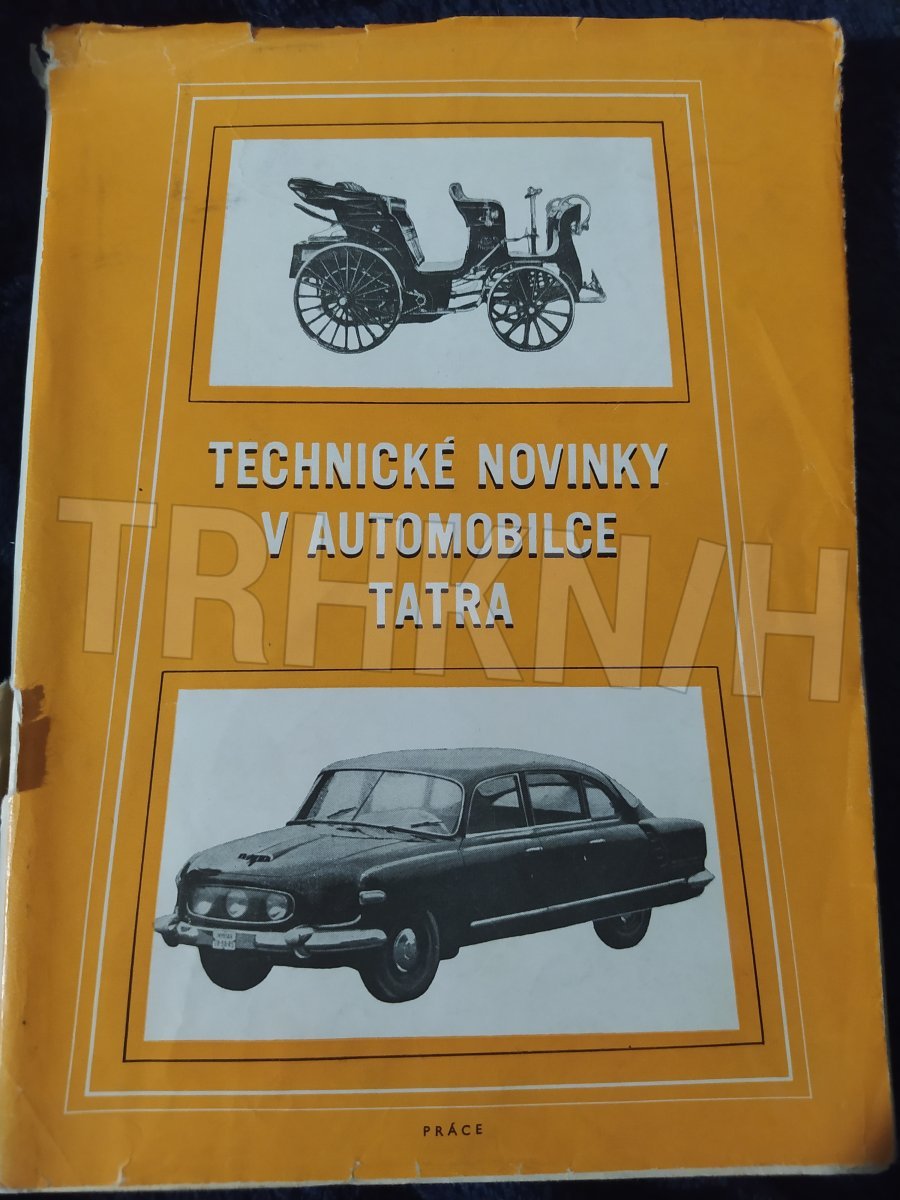 TECHNICKÉ NOVINKY
V AUTOMOBILCE
TATRA
TRHKNIH
PRÁCE